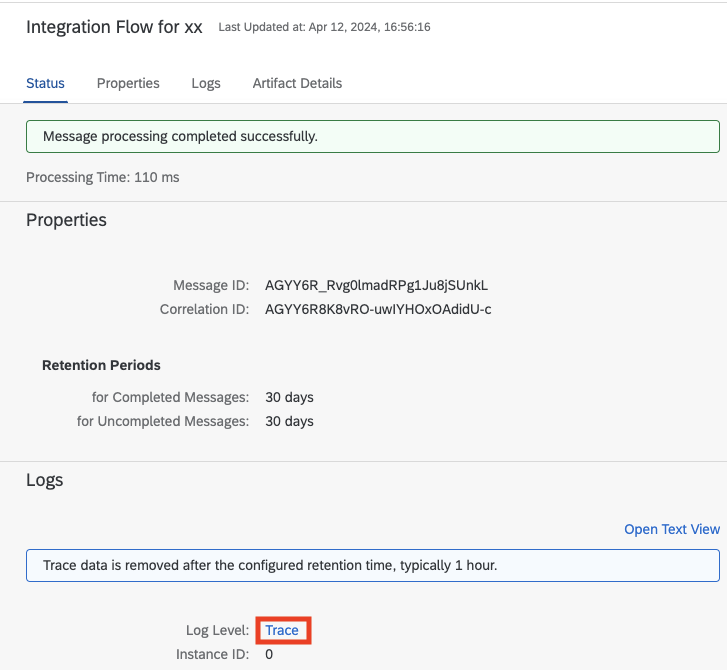 Integration Flow for xx Last Updated at: Apr 12, 2024, 16:56:16
Status Properties Logs Artifact Details
Message processing completed successfully.
Processing Time: 110 ms
Properties
Message ID: AGYY6R_Rvg0lmadRPg1Ju8jSUnkL
Correlation ID: AGYY6R8K8vRO-uwIYHOxOAdidU-c
Retention Periods
for Completed Messages: 30 days
for Uncompleted Messages: 30 days
Logs
Open Text View
Trace data is removed after the configured retention time, typically 1 hour.
Log Level: Trace
Instance ID: 0